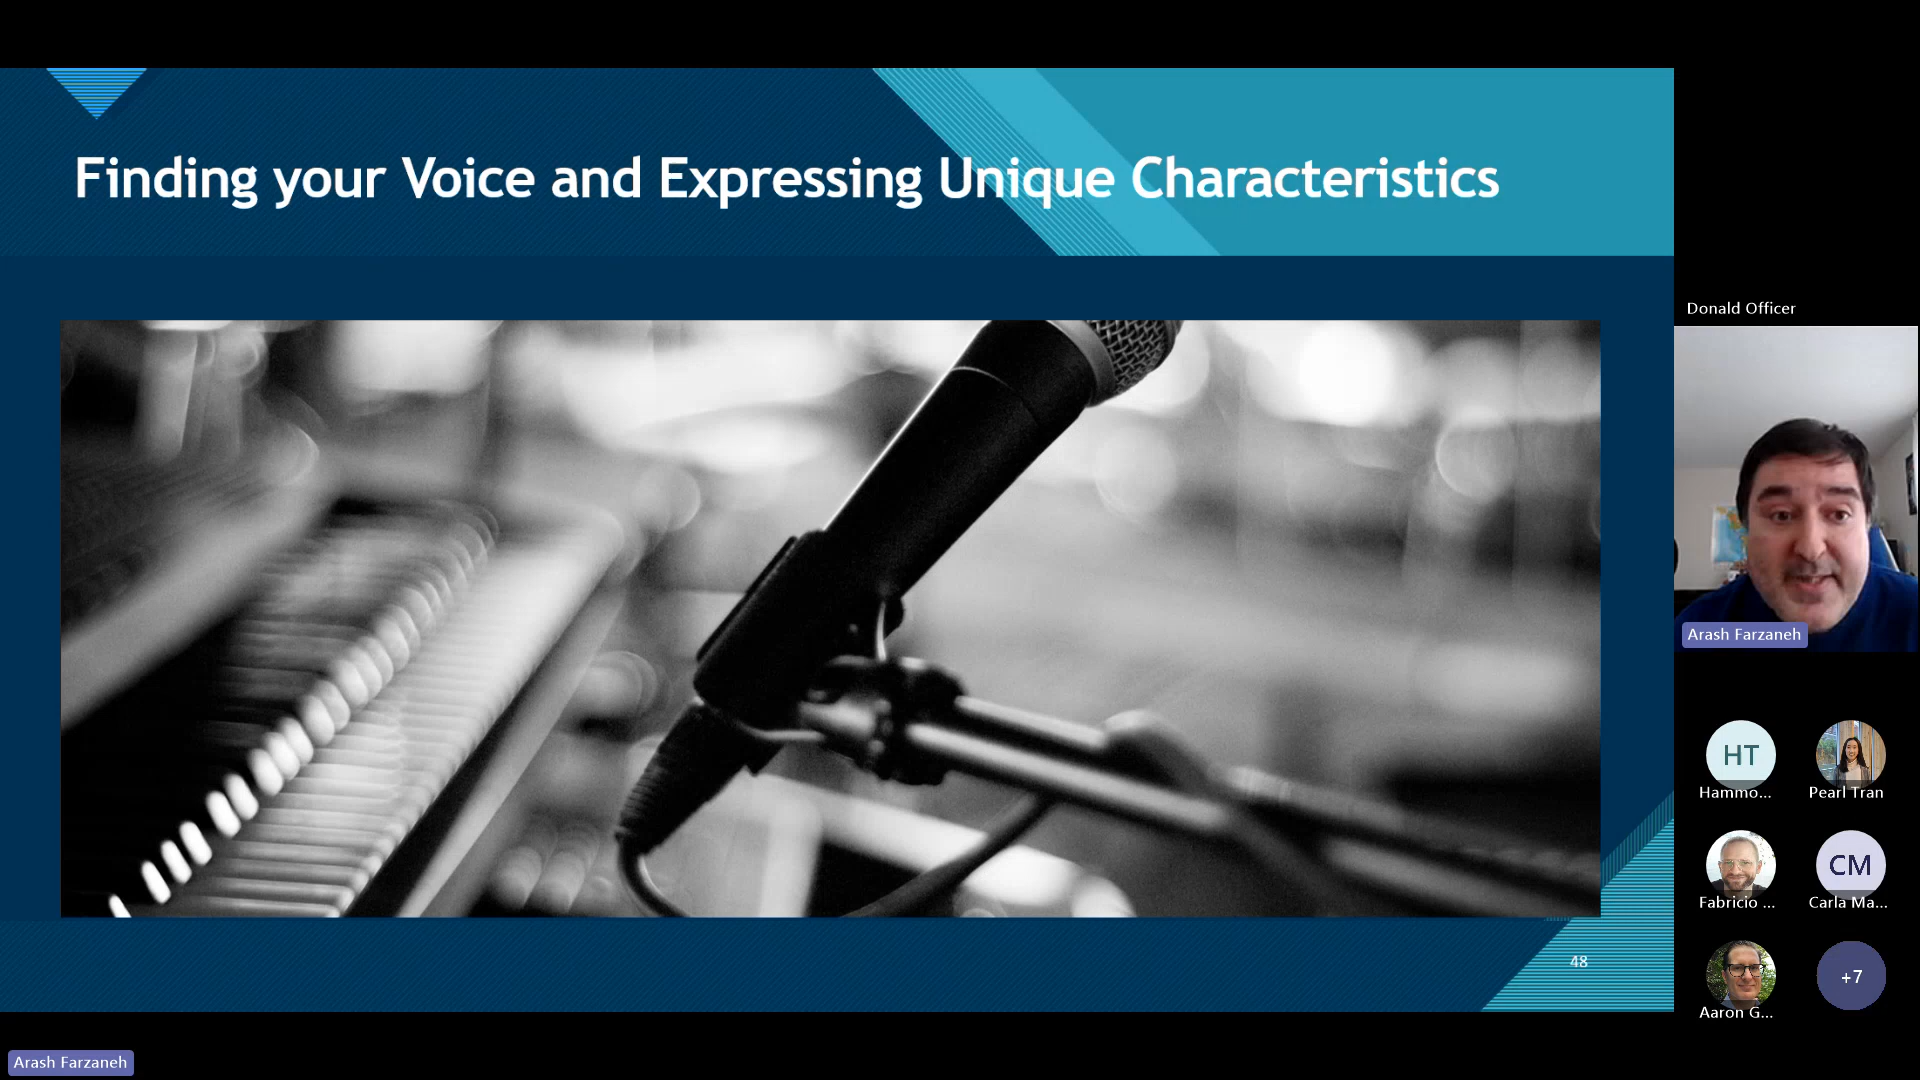 Finding your Voice and Expressing Unique Characteristics
Donald Officer
Arash Farzaneh
HT
Hammo...
Pearl Tran
Fabricio ...
CM
Carla Ma...
Aaron G...
+7
48
Arash Farzaneh